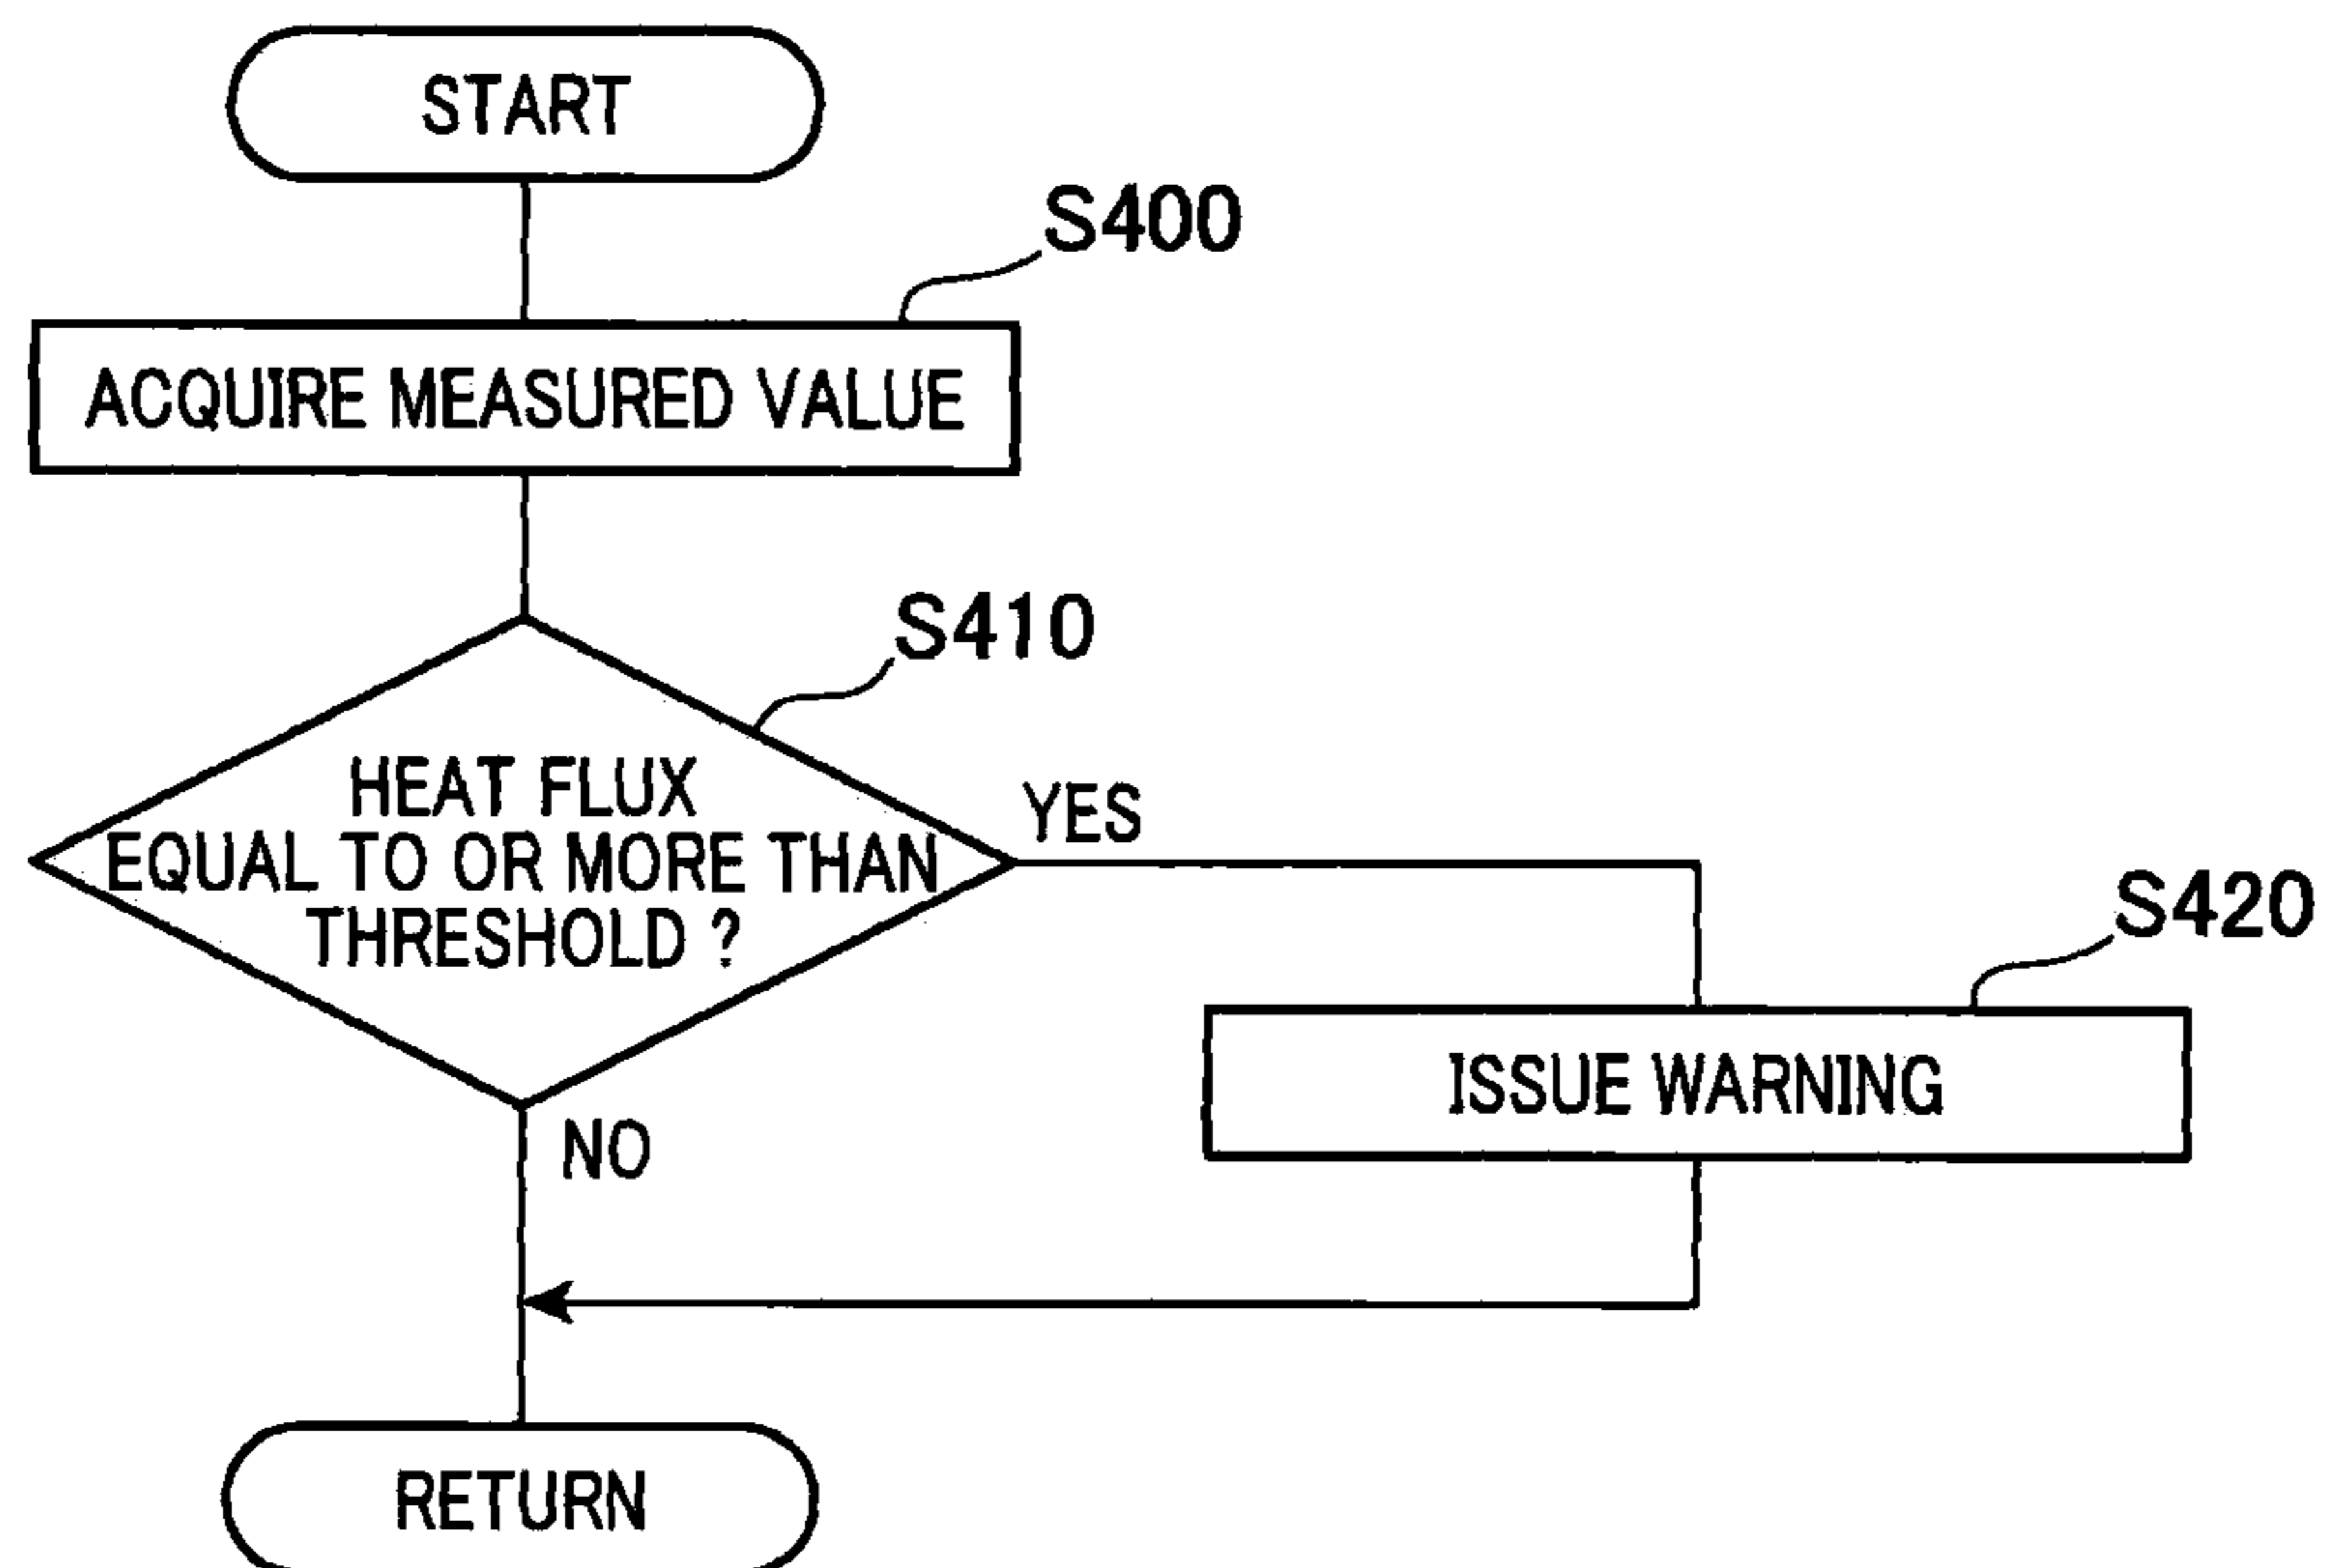 START
S400
ACQUIRE MEASURED VALUE
S410
HEAT FLUX
EQUAL TO OR MORE THAN
THRESHOLD ?
YES
S420
ISSUE WARNING
NO
RETURN